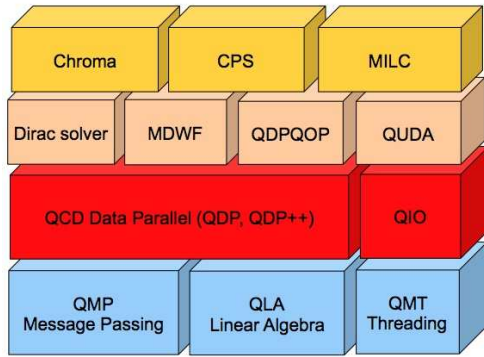 Chroma
CPS
MILC
Dirac solver
MDWF
QDPQOP
QUDA
QCD Data Parallel (QDP, QDP++)
QIO
QMP
Message Passing
QLA
Linear Algebra
QMT
Threading